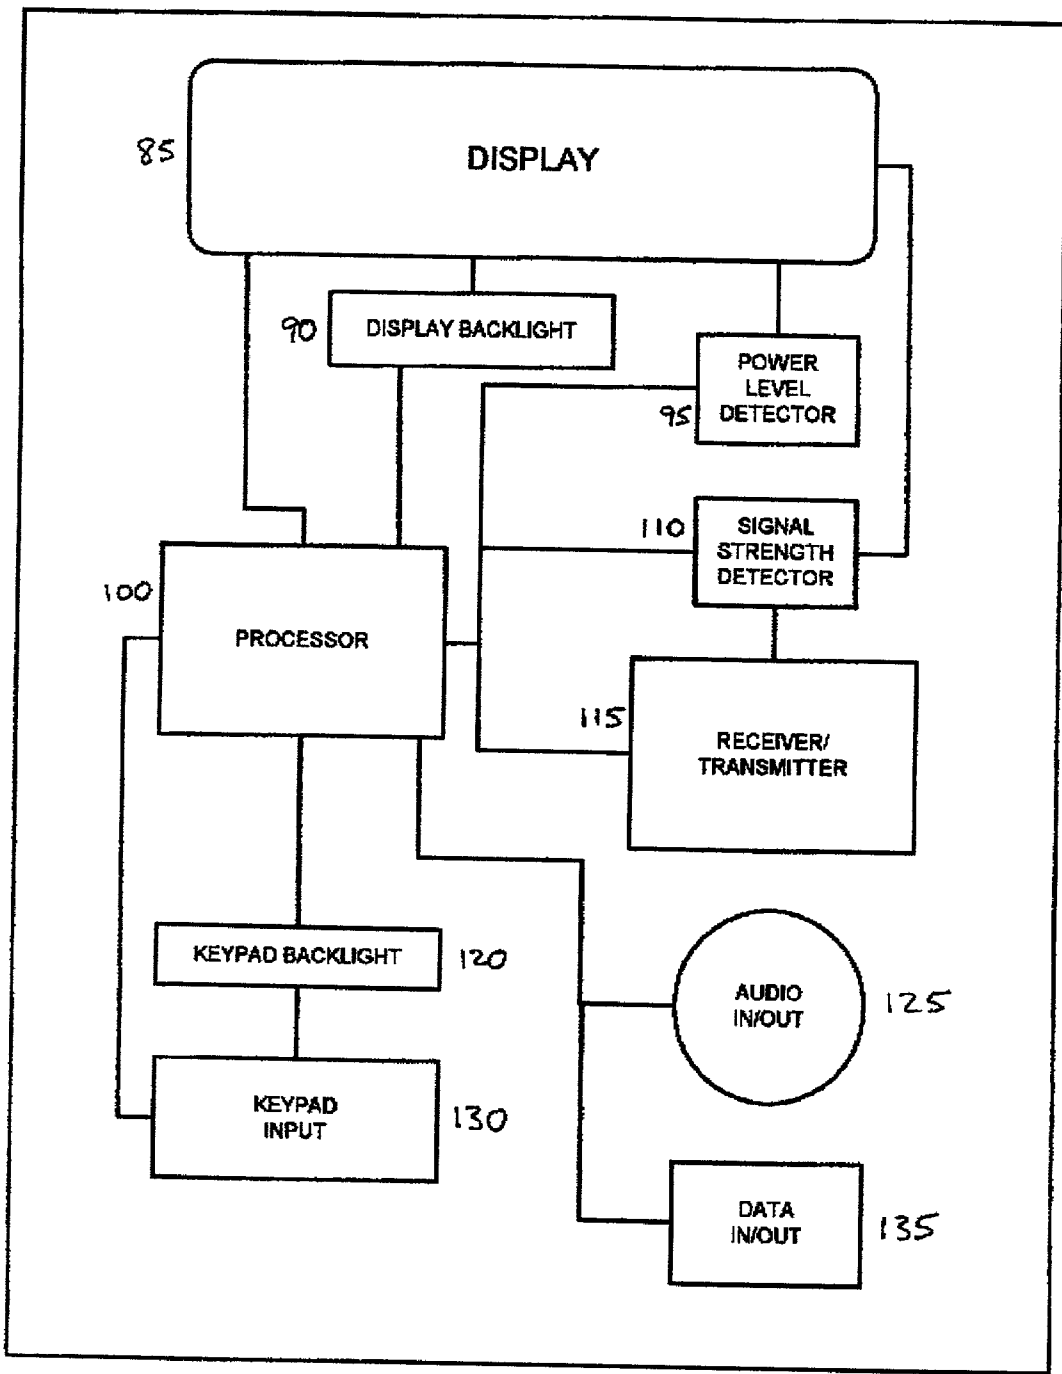 85
DISPLAY
90
DISPLAY BACKLIGHT
POWER
LEVEL
DETECTOR
95
110
SIGNAL
STRENGTH
DETECTOR
100
PROCESSOR
115
RECEIVER/
TRANSMITTER
KEYPAD BACKLIGHT
120
AUDIO
IN/OUT
125
KEYPAD
INPUT
130
DATA
IN/OUT
135